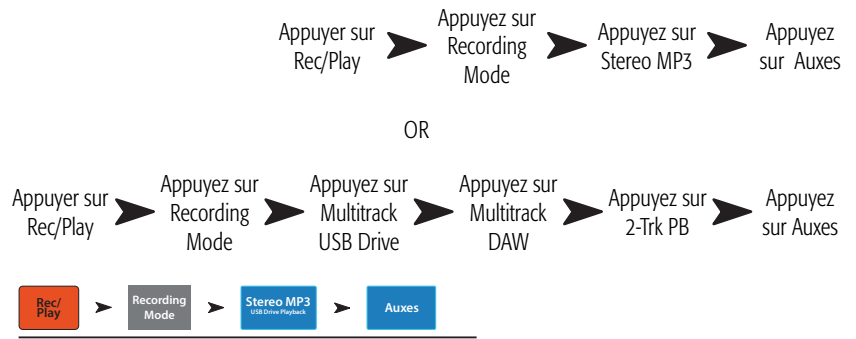 Appuyer sur Rec/Play
Appuyez sur Recording Mode
Appuyez sur Stereo MP3
Appuyez sur Auxes
OR
Appuyer sur Rec/Play
Appuyez sur Recording Mode
Appuyez sur Multitrack USB Drive
Appuyez sur Multitrack DAW
Appuyez sur 2-Trk PB
Appuyez sur Auxes
Rec/ Play
Recording Mode
Stereo MP3
USB Drive Playback
Auxes